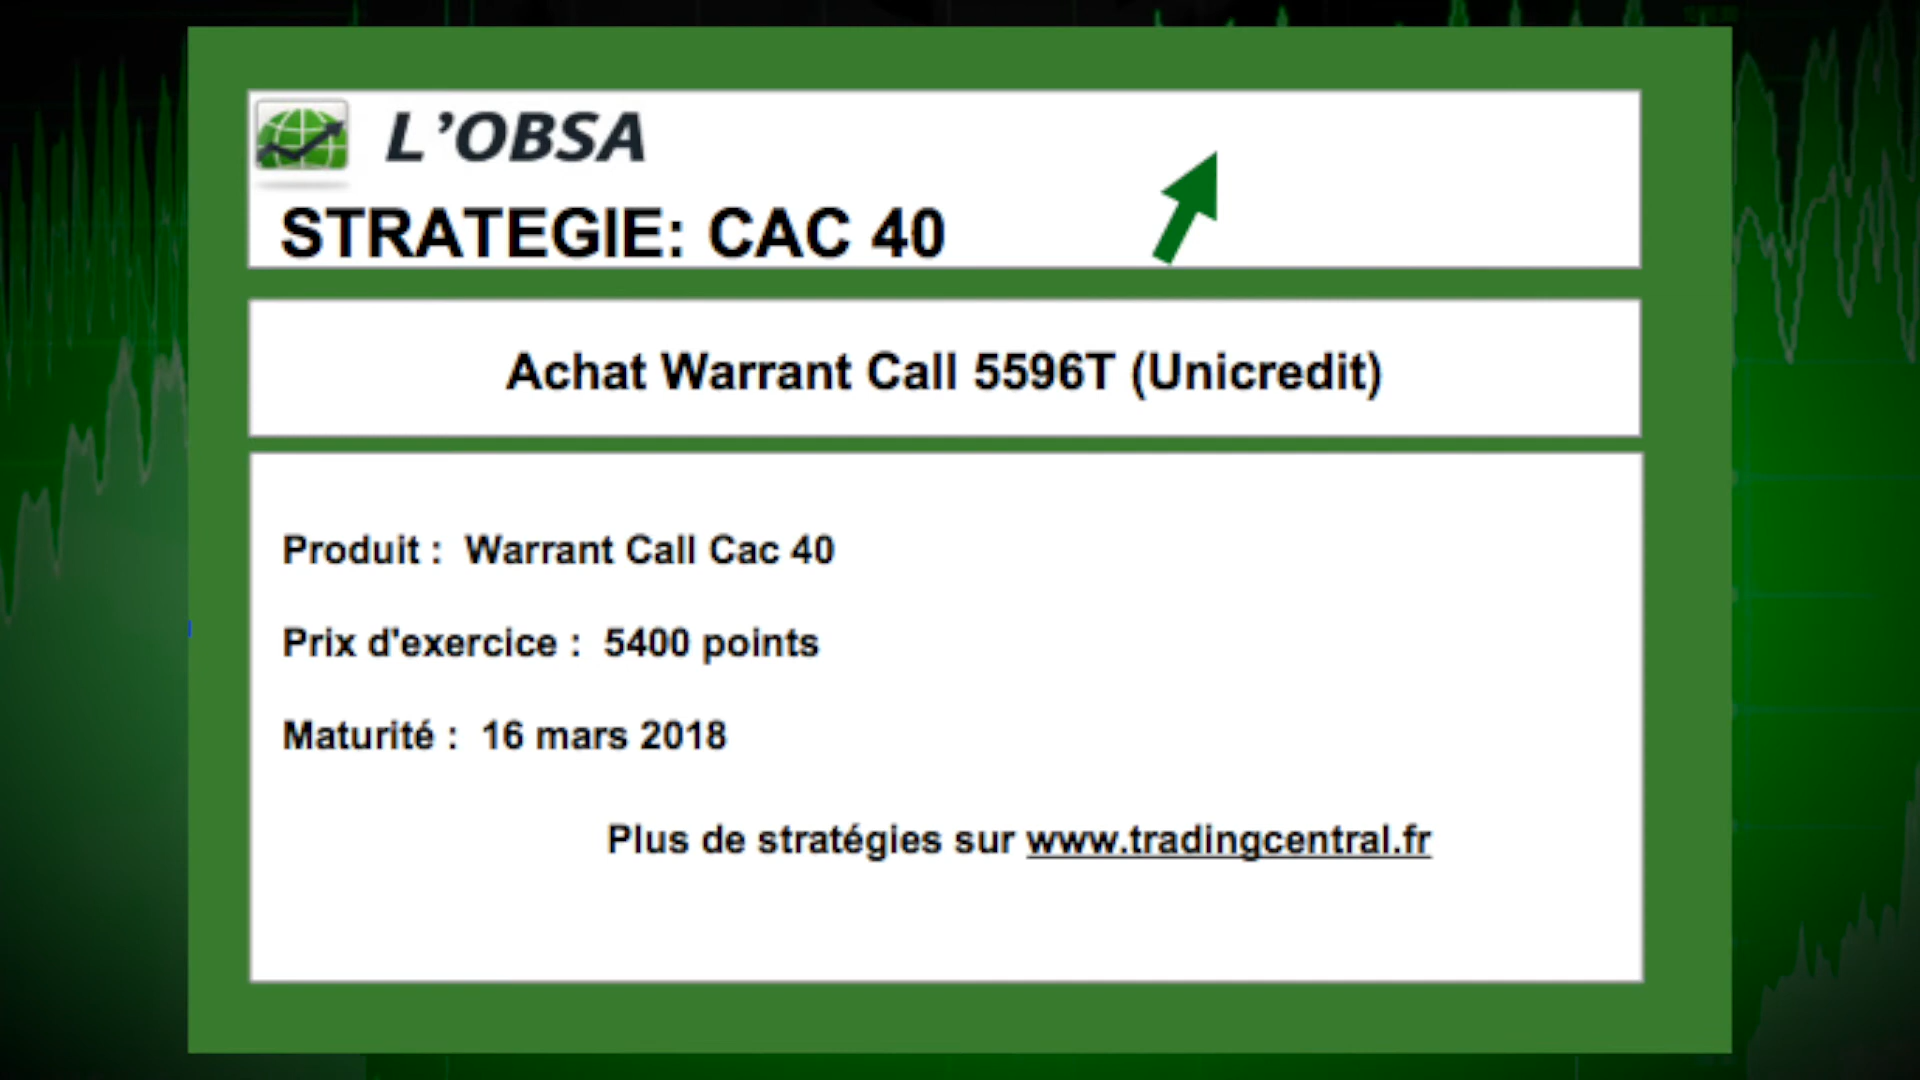 L'OBSA
STRATEGIE: CAC 40
Achat Warrant Call 5596T (Unicredit)
Produit :  Warrant Call Cac 40
Prix d'exercice :  5400 points
Maturité :  16 mars 2018
Plus de stratégies sur www.tradingcentral.fr